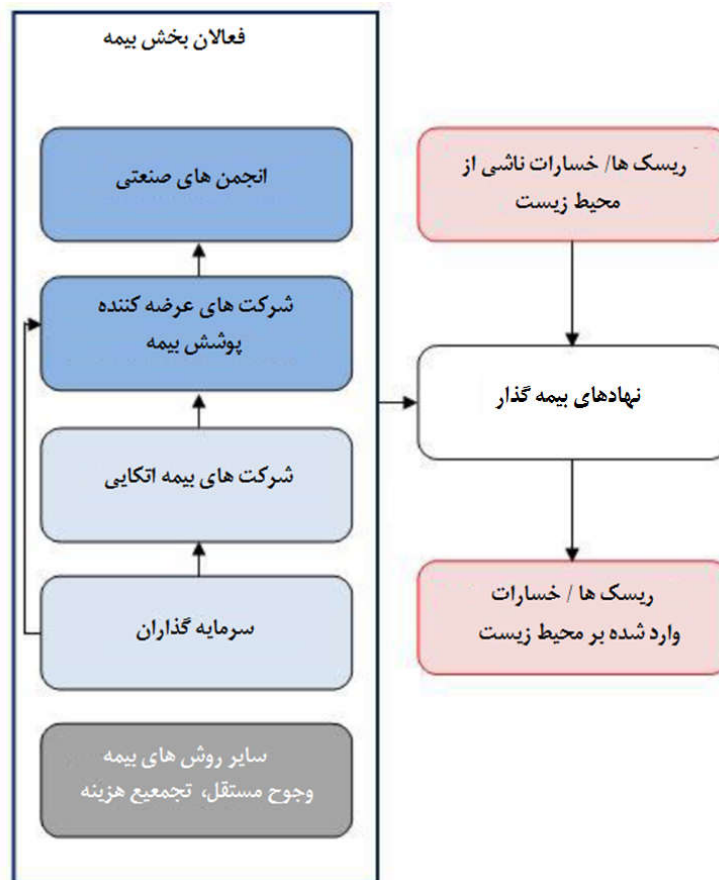 فعالان بخش بیمه
انجمن های صنعتی
شرکت های عرضه کننده
پوشش بیمه
شرکت های بیمه اتکایی
سرمایه گذاران
سایر روش های بیمه
وجوح مستقل، تجمعیع هزینه
ریسک ها/ خسارات ناشی از
محیط زیست
نهادهای بیمه گذار
ریسک ها / خسارات
وارد شده بر محیط زیست